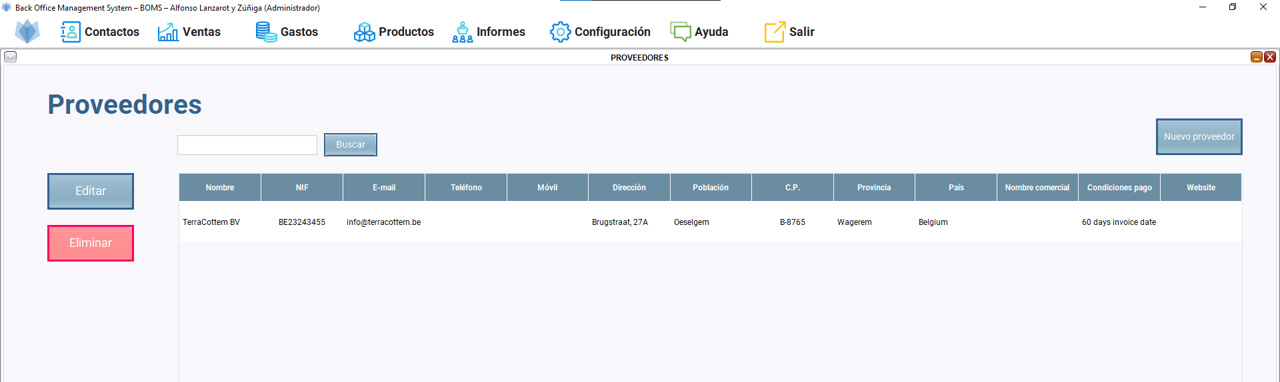 Back Office Management System – BOMS – Alfonso Lanzarot y Zúñiga (Administrador)
Contactos Ventas Gastos Productos Informes Configuración Ayuda Salir
PROVEEDORES
Proveedores
Buscar
Nuevo proveedor
Editar
Eliminar
Nombre NIF E-mail Teléfono Móvil Dirección Población C.P. Provincia País Nombre comercial Condiciones pago Website
TerraCottem BV BE23243455 info@terracottem.be Brugstraat, 27A Oeselgem B-8765 Wagerem Belgium 60 days invoice date